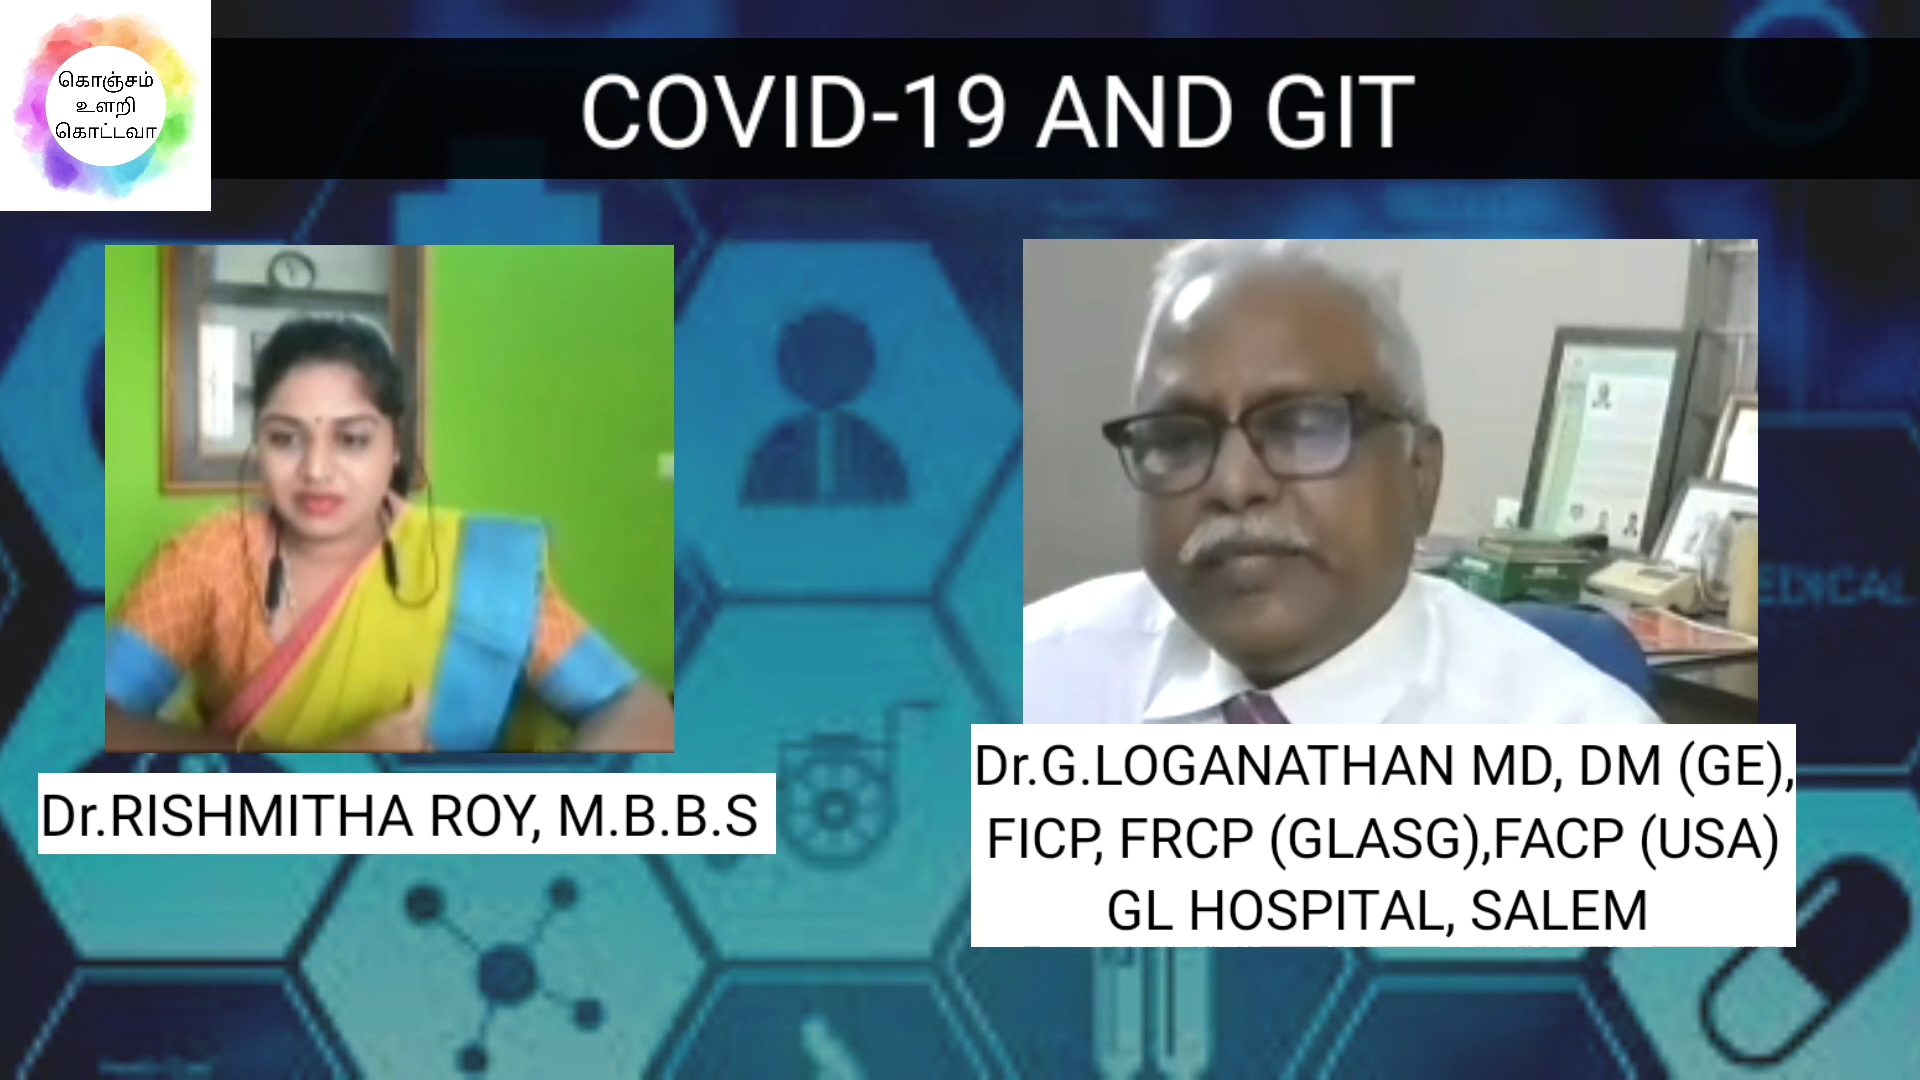 கொஞ்சம்
உளறி
கொட்டவா
COVID-19 AND GIT
EDICAL
Dr.RISHMITHA ROY, M.B.B.S
Dr.G.LOGANATHAN MD, DM (GE),
FICP, FRCP (GLASG),FACP (USA)
GL HOSPITAL, SALEM